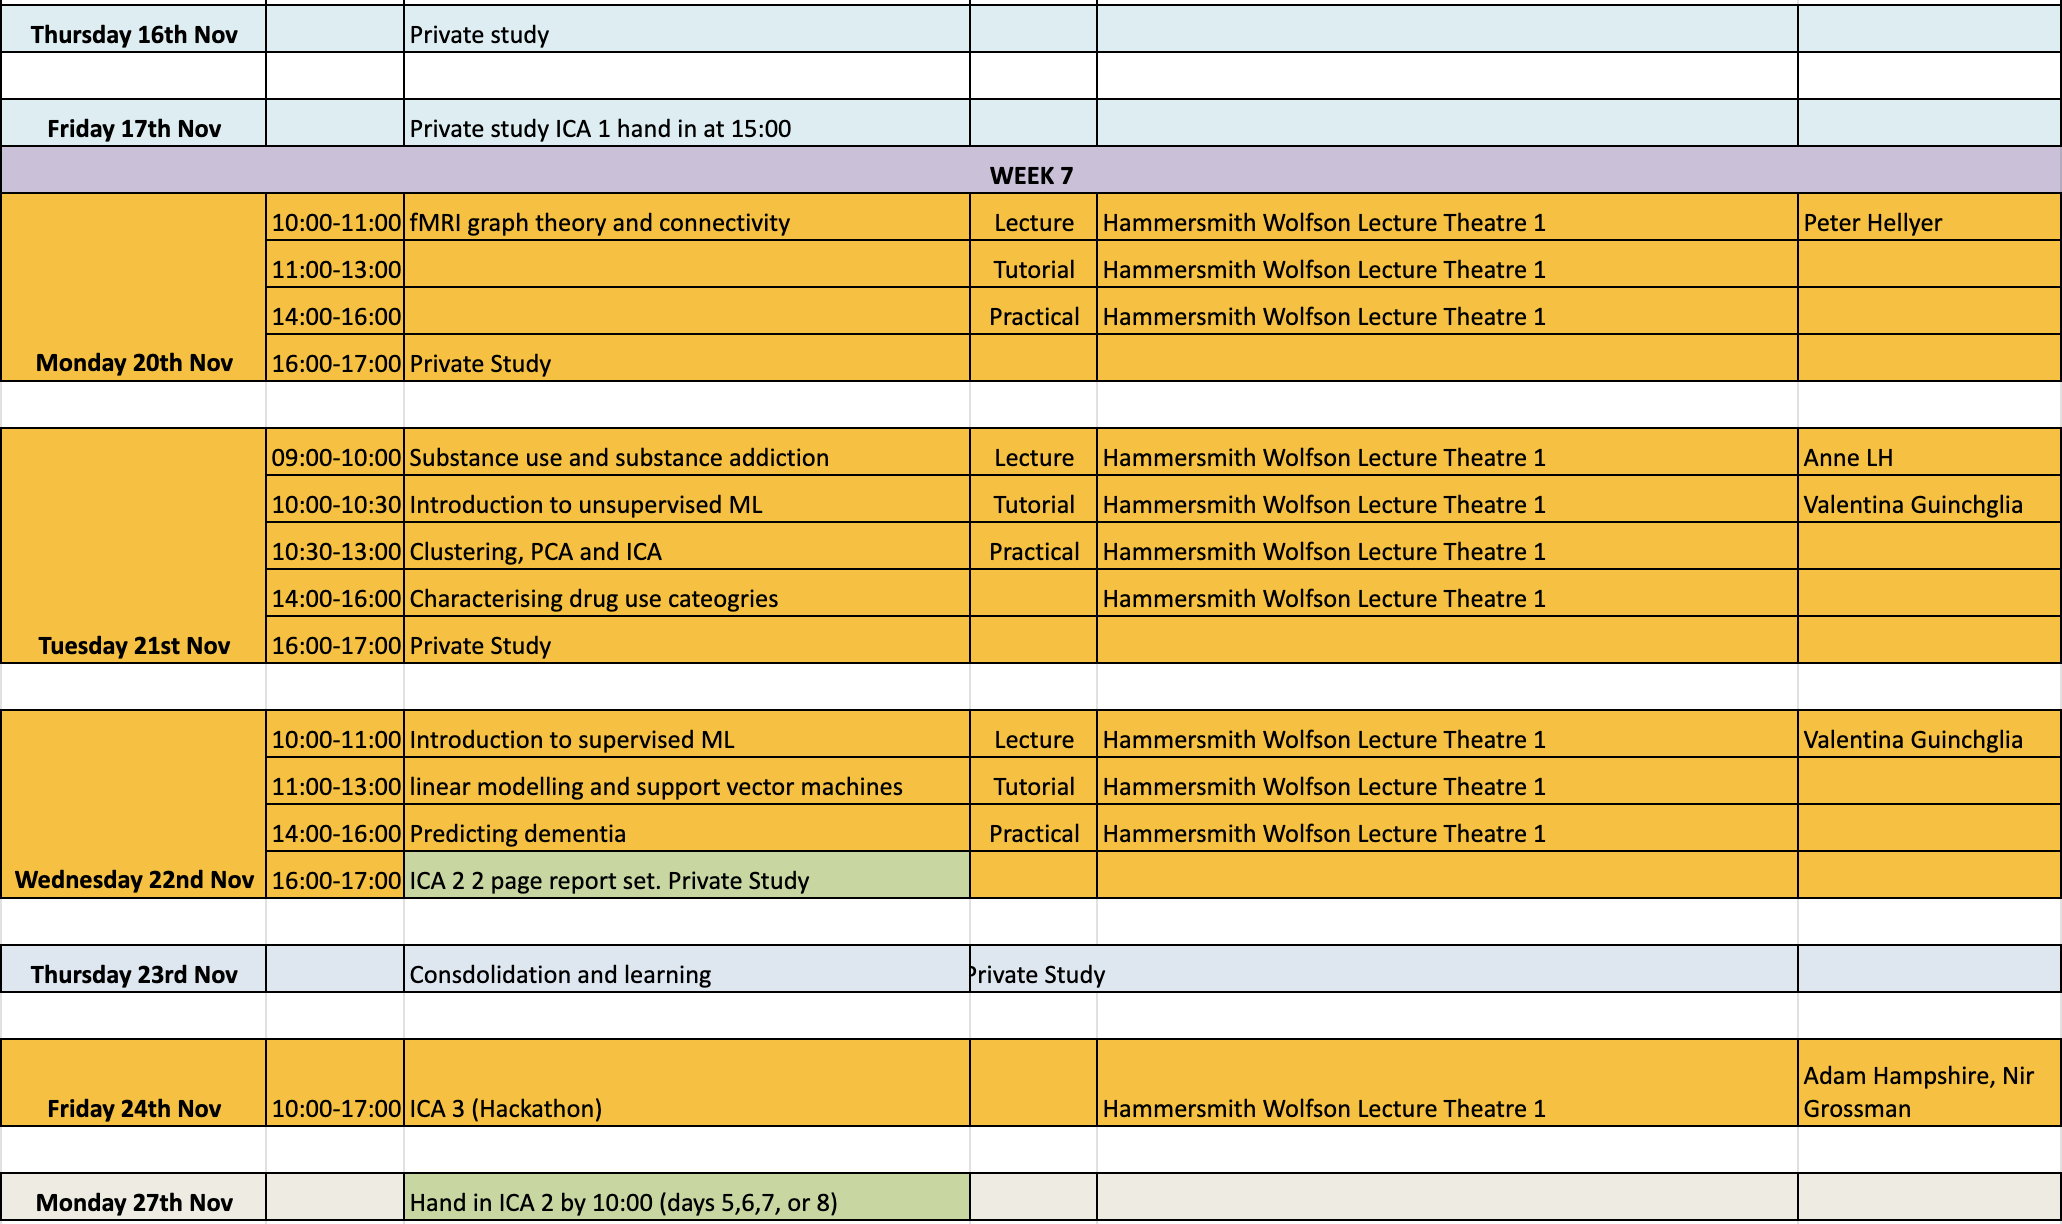 Thursday 16th Nov Private study
Friday 17th Nov Private study ICA 1 hand in at 15:00
WEEK 7
10:00-11:00 fMRI graph theory and connectivity Lecture Hammersmith Wolfson Lecture Theatre 1 Peter Hellyer
11:00-13:00 Tutorial Hammersmith Wolfson Lecture Theatre 1
14:00-16:00 Practical Hammersmith Wolfson Lecture Theatre 1
Monday 20th Nov 16:00-17:00 Private Study
09:00-10:00 Substance use and substance addiction Lecture Hammersmith Wolfson Lecture Theatre 1 Anne LH
10:00-10:30 Introduction to unsupervised ML Tutorial Hammersmith Wolfson Lecture Theatre 1 Valentina Guinchglia
10:30-13:00 Clustering, PCA and ICA Practical Hammersmith Wolfson Lecture Theatre 1
14:00-16:00 Characterising drug use cateogries Hammersmith Wolfson Lecture Theatre 1
Tuesday 21st Nov 16:00-17:00 Private Study
10:00-11:00 Introduction to supervised ML Lecture Hammersmith Wolfson Lecture Theatre 1 Valentina Guinchglia
11:00-13:00 linear modelling and support vector machines Tutorial Hammersmith Wolfson Lecture Theatre 1
14:00-16:00 Predicting dementia Practical Hammersmith Wolfson Lecture Theatre 1
Wednesday 22nd Nov 16:00-17:00 ICA 2 2 page report set. Private Study
Thursday 23rd Nov Consdolidation and learning Private Study
Adam Hampshire, Nir
Friday 24th Nov 10:00-17:00 ICA 3 (Hackathon) Hammersmith Wolfson Lecture Theatre 1 Grossman
Monday 27th Nov Hand in ICA 2 by 10:00 (days 5,6,7, or 8)